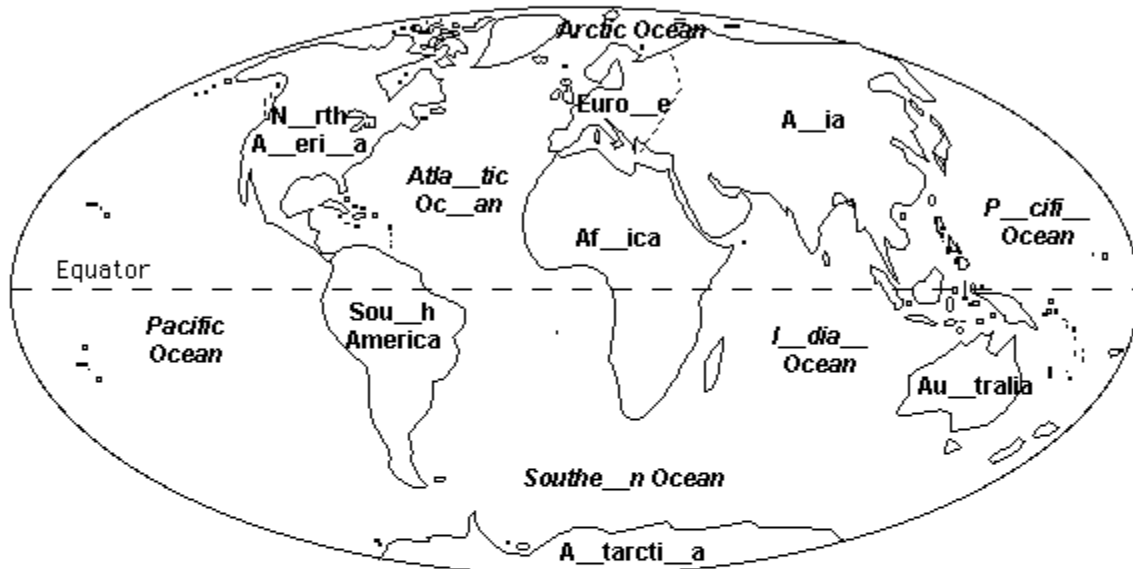 Arctic Ocean
N__rth
A__eri__a
Euro__e
A__ia
Atla__tic
Oc__an
Af__ica
P__cifi__
Ocean
Equator
Pacific
Ocean
Sou__h
America
I__dia__
Ocean
Au__tralia
Southe__n Ocean
A__tarcti__a